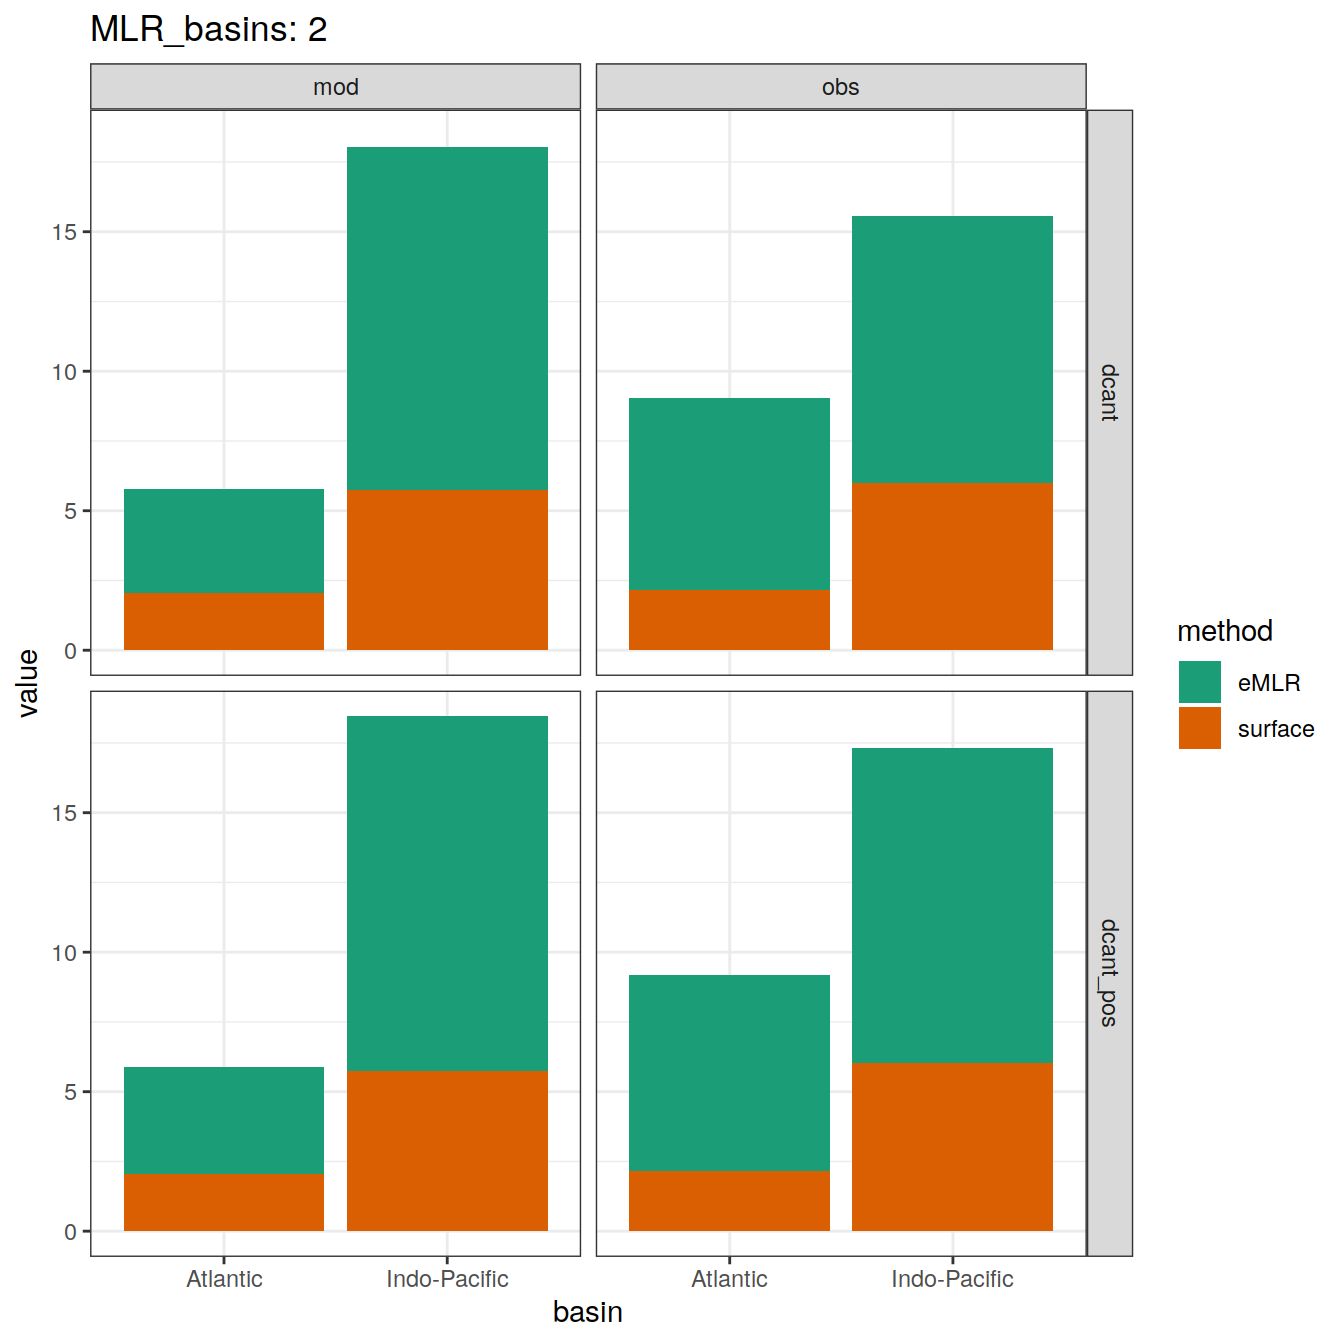 MLR_basins: 2
mod
obs
15
10
5
0
dcant
15
10
5
0
dcant_pos
value
Atlantic
Indo-Pacific
Atlantic
Indo-Pacific
basin
method
eMLR
surface